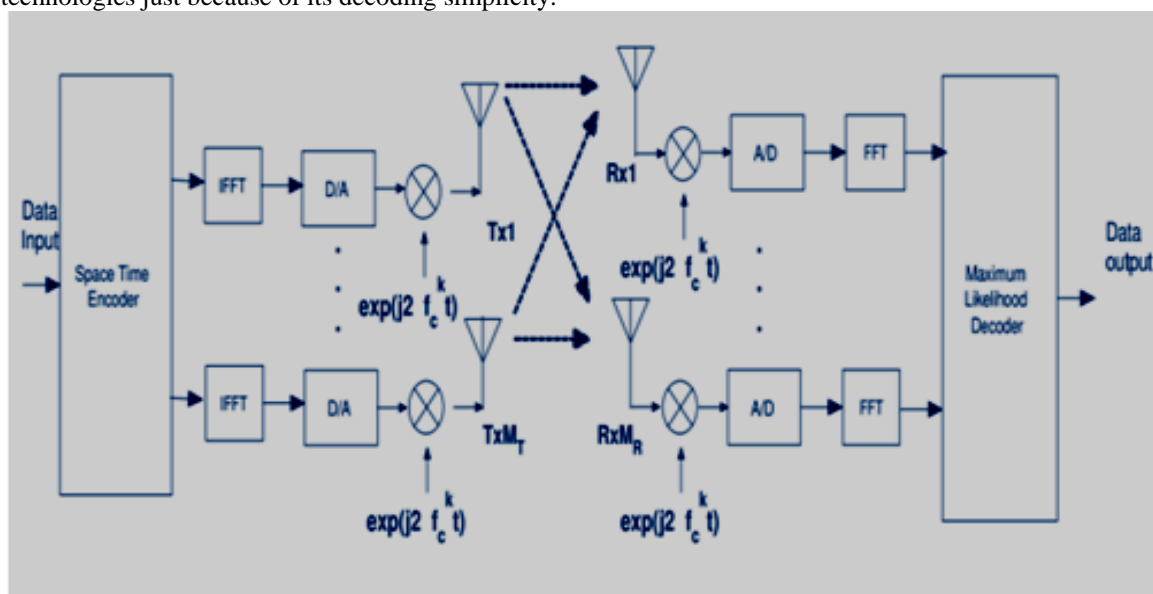 technologies just because of its decoding simplicity.
Data
Input
Space Time
Encoder
IFFT
D/A
exp(j2 f_c^k t)
Tx1
Rx1
exp(j2 f_c^k t)
A/D
FFT
Maximum
Likelihood
Decoder
Data
output
IFFT
D/A
exp(j2 f_c^k t)
TxM_T
RxM_R
exp(j2 f_c^k t)
A/D
FFT